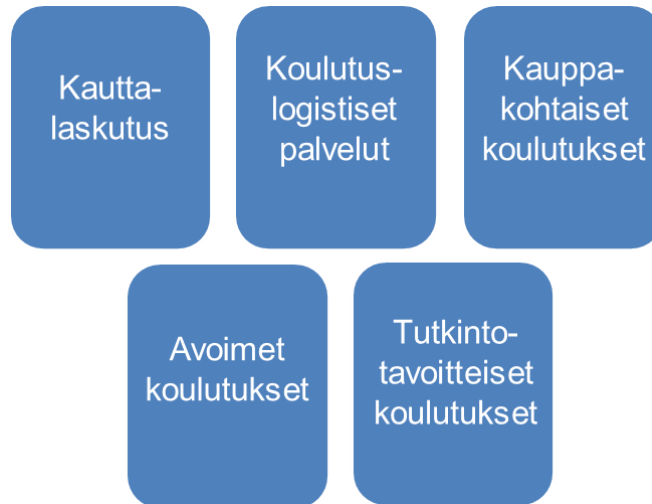 Kautta-
laskutus
Koulutus-
logistiset
palvelut
Kauppa-
kohtaiset
koulutukset
Avoimet
koulutukset
Tutkinto-
tavoitteiset
koulutukset